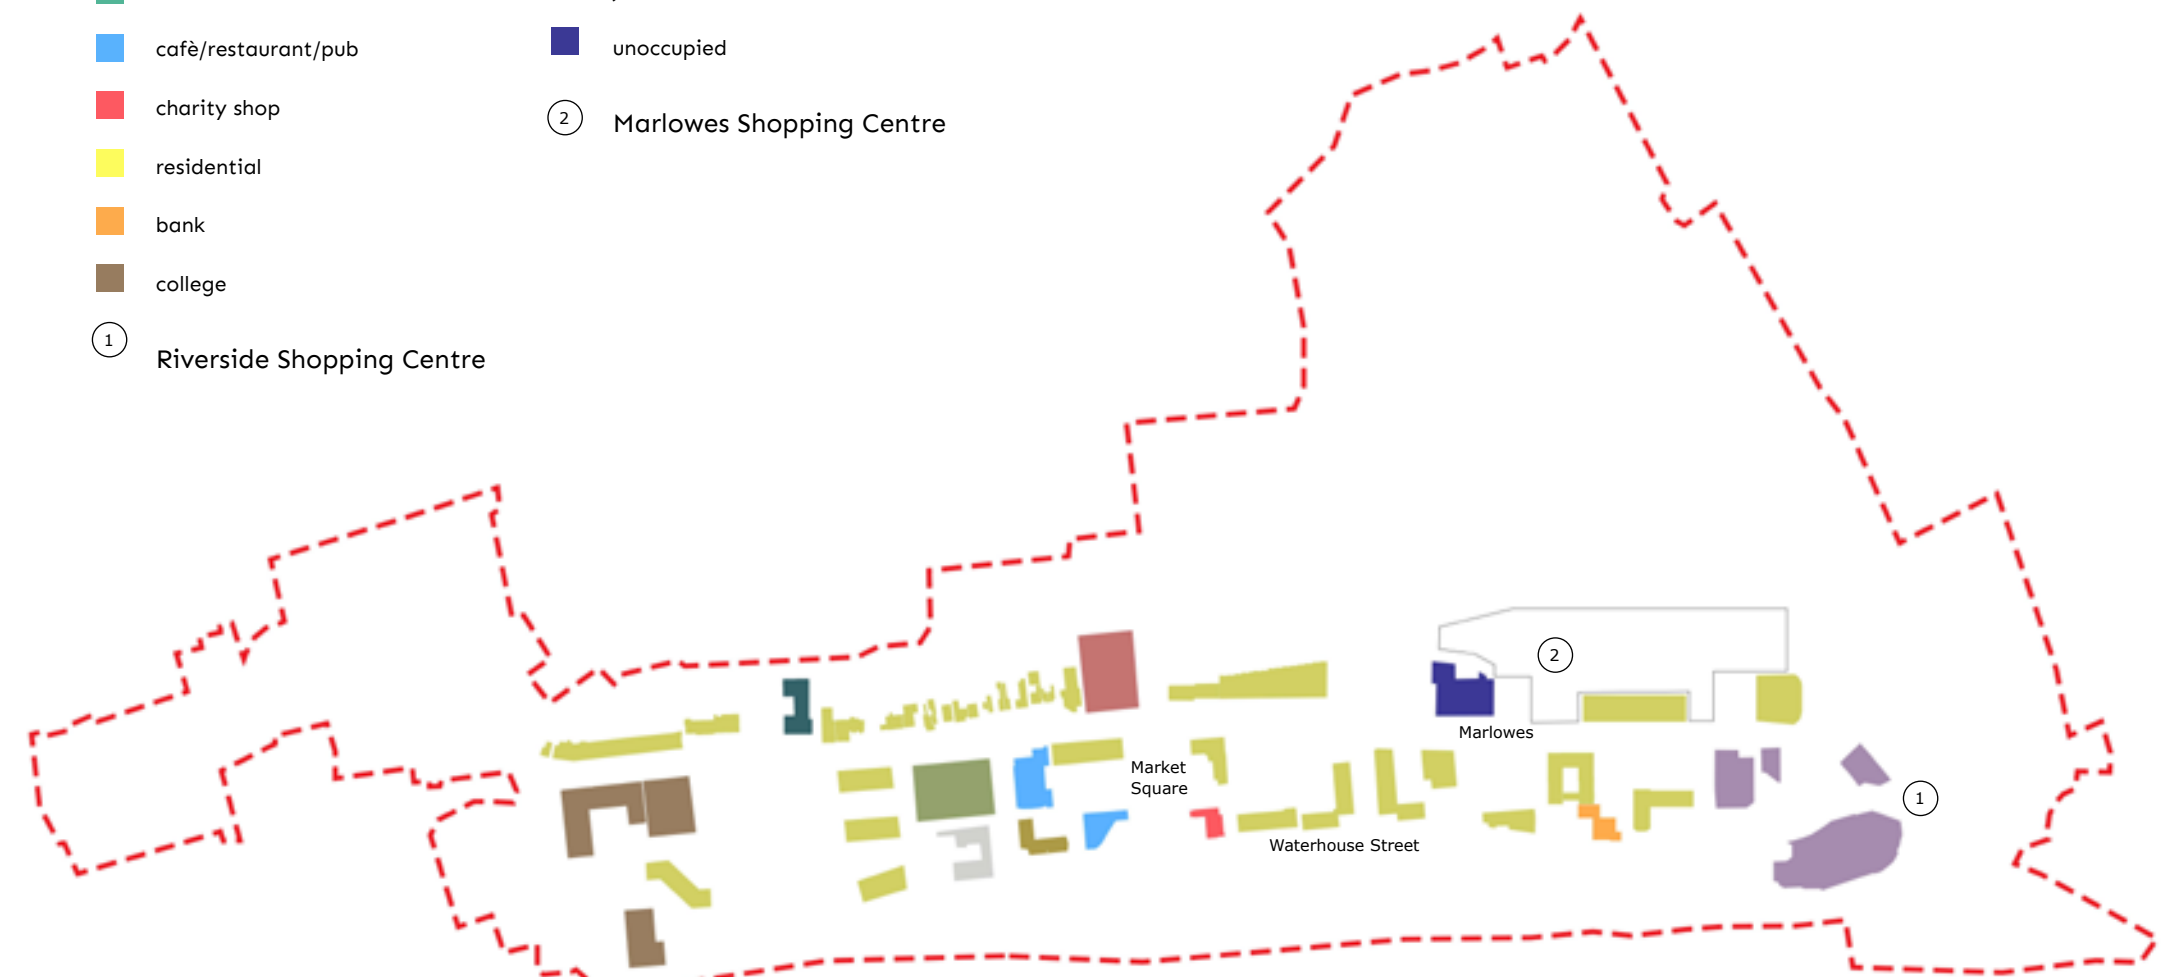 cafè/restaurant/pub
charity shop
residential
bank
college
1
Riverside Shopping Centre
unoccupied
2
Marlowes Shopping Centre
2
Marlowes
Market
Square
1
Waterhouse Street